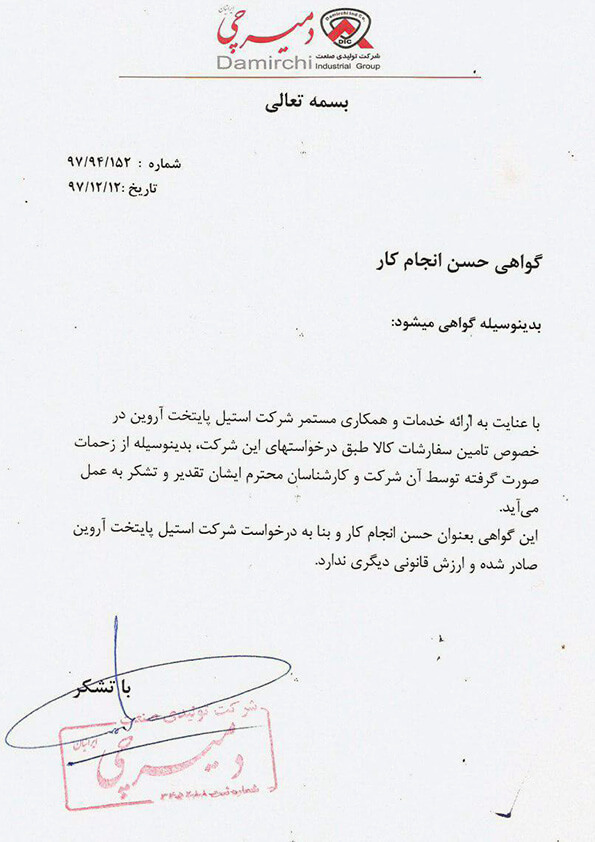 ایرانیان
دمیرچی
Damirchi Ind Co.
DIC
شرکت تولیدی صنعت
Damirchi Industrial Group
بسمه تعالی
شماره : ۹۷/۹۴/۱۵۲
تاریخ :۹۷/۱۲/۱۲
گواهی حسن انجام کار
بدینوسیله گواهی میشود:
با عنایت به ارائه خدمات و همکاری مستمر شرکت استیل پایتخت آروین در
خصوص تامین سفارشات کالا طبق درخواستهای این شرکت، بدینوسیله از زحمات
صورت گرفته توسط آن شرکت و کارشناسان محترم ایشان تقدیر و تشکر به عمل
می‌آید.
این گواهی بعنوان حسن انجام کار و بنا به درخواست شرکت استیل پایتخت آروین
صادر شده و ارزش قانونی دیگری ندارد.
با تشکر
شرکت تولیدی صنعت
دمیرچی
ایرانیان
شماره ثبت